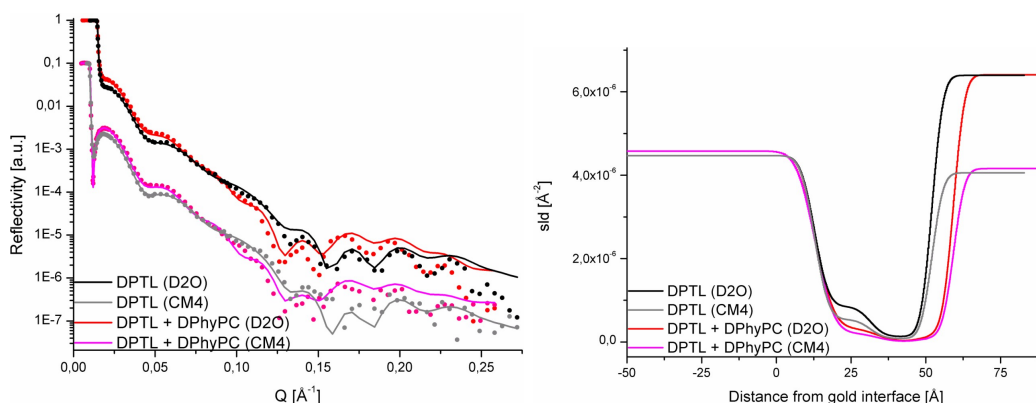 1
0,1
0,01
1E-3
1E-4
1E-5
1E-6
1E-7
Reflectivity [a.u.]
DPTL (D2O)
DPTL (CM4)
DPTL + DPhyPC (D2O)
DPTL + DPhyPC (CM4)
0,00 0,05 0,10 0,15 0,20 0,25
Q [Å⁻¹]
6,0x10⁻⁶
4,0x10⁻⁶
2,0x10⁻⁶
0,0
sld [Å⁻²]
DPTL (D2O)
DPTL (CM4)
DPTL + DPhyPC (D2O)
DPTL + DPhyPC (CM4)
-50 -25 0 25 50 75
Distance from gold interface [Å]